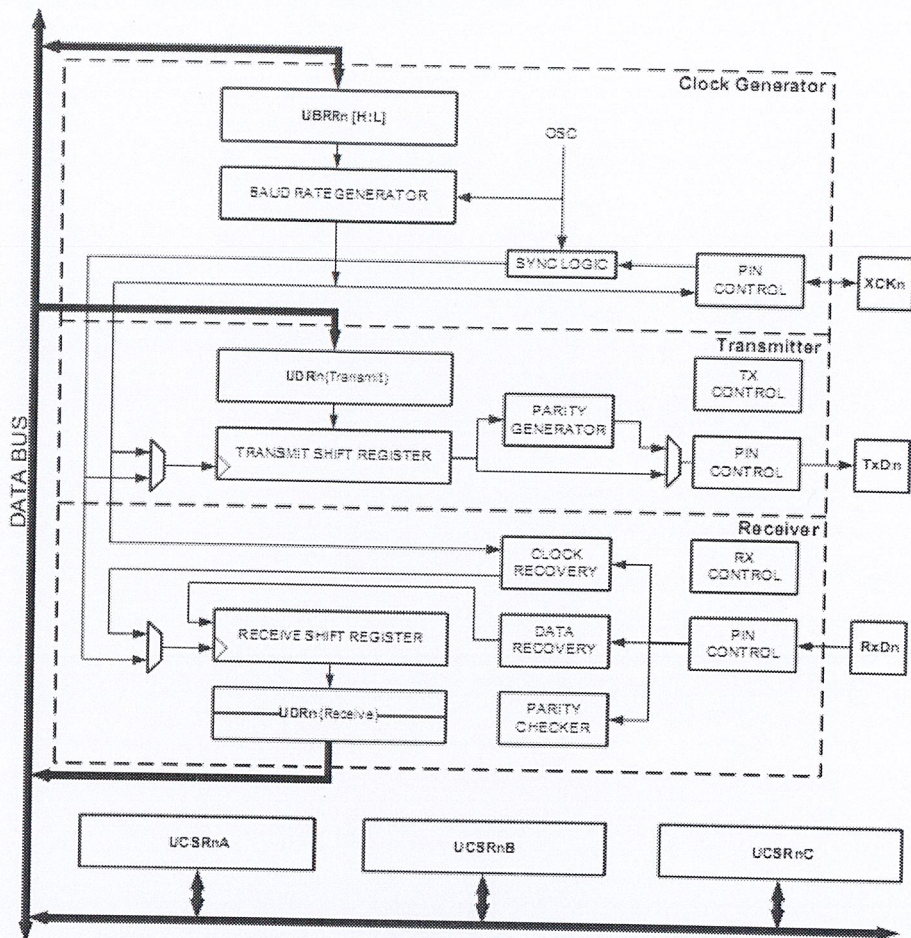 Clock Generator
UBRRn [H:L]
OSC
BAUD RATE GENERATOR
SYNC LOGIC
PIN
CONTROL
XCKn
Transmitter
UDRn (Transmit)
TX
CONTROL
PARITY
GENERATOR
TRANSMIT SHIFT REGISTER
PIN
CONTROL
TxDn
DATA BUS
Receiver
CLOCK
RECOVERY
RX
CONTROL
RECEIVE SHIFT REGISTER
DATA
RECOVERY
PIN
CONTROL
RxDn
UDRn (Receive)
PARITY
CHECKER
UCSRnA
UCSRnB
UCSRnC